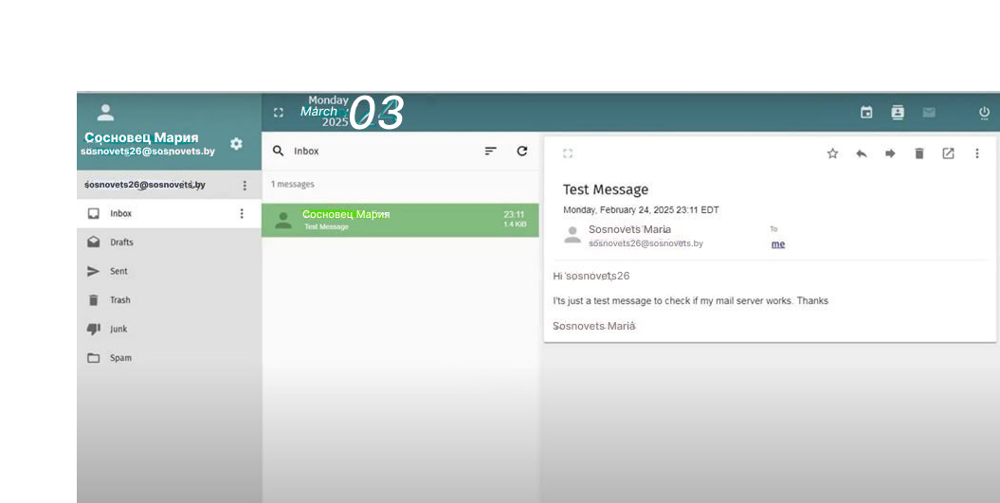 Monday
March 03
2025
Сосновец Мария
sosnovets26@sosnovets.by
sosnovets26@sosnovets.by
Inbox
Drafts
Sent
Trash
Junk
Spam
Inbox
1 messages
Сосновец Мария 23:11
Test Message 1.4 KiB
Test Message
Monday, February 24, 2025 23:11 EDT
Sosnovets Maria To
sosnovets26@sosnovets.by me
Hi sosnovets26
I'ts just a test message to check if my mail server works. Thanks
Sosnovets Maria